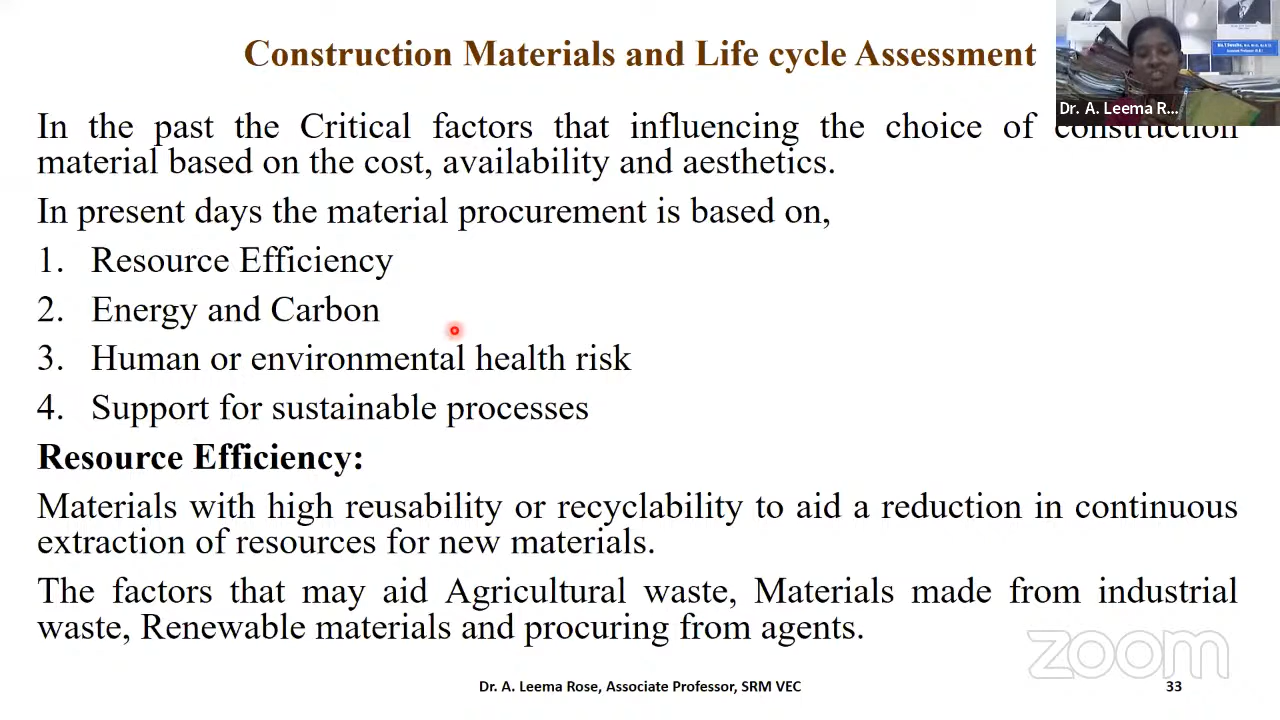 Construction Materials and Life cycle Assessment
Dr. A. Leema R...
In the past the Critical factors that influencing the choice of construction
material based on the cost, availability and aesthetics.
In present days the material procurement is based on,
1. Resource Efficiency
2. Energy and Carbon
3. Human or environmental health risk
4. Support for sustainable processes
Resource Efficiency:
Materials with high reusability or recyclability to aid a reduction in continuous
extraction of resources for new materials.
The factors that may aid Agricultural waste, Materials made from industrial
waste, Renewable materials and procuring from agents.
zoom
Dr. A. Leema Rose, Associate Professor, SRM VEC
33